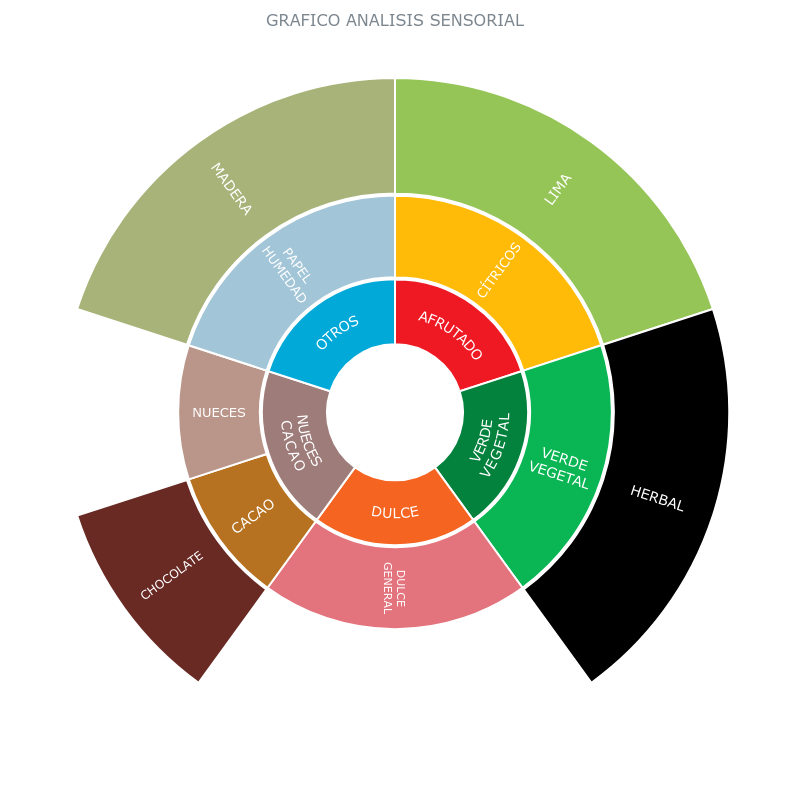 GRAFICO ANALISIS SENSORIAL
AFRUTADO
CÍTRICOS
LIMA
VERDE
VEGETAL
VERDE
VEGETAL
HERBAL
DULCE
DULCE
GENERAL
NUECES
CACAO
NUECES
CACAO
CHOCOLATE
OTROS
PAPEL
HUMEDAD
MADERA